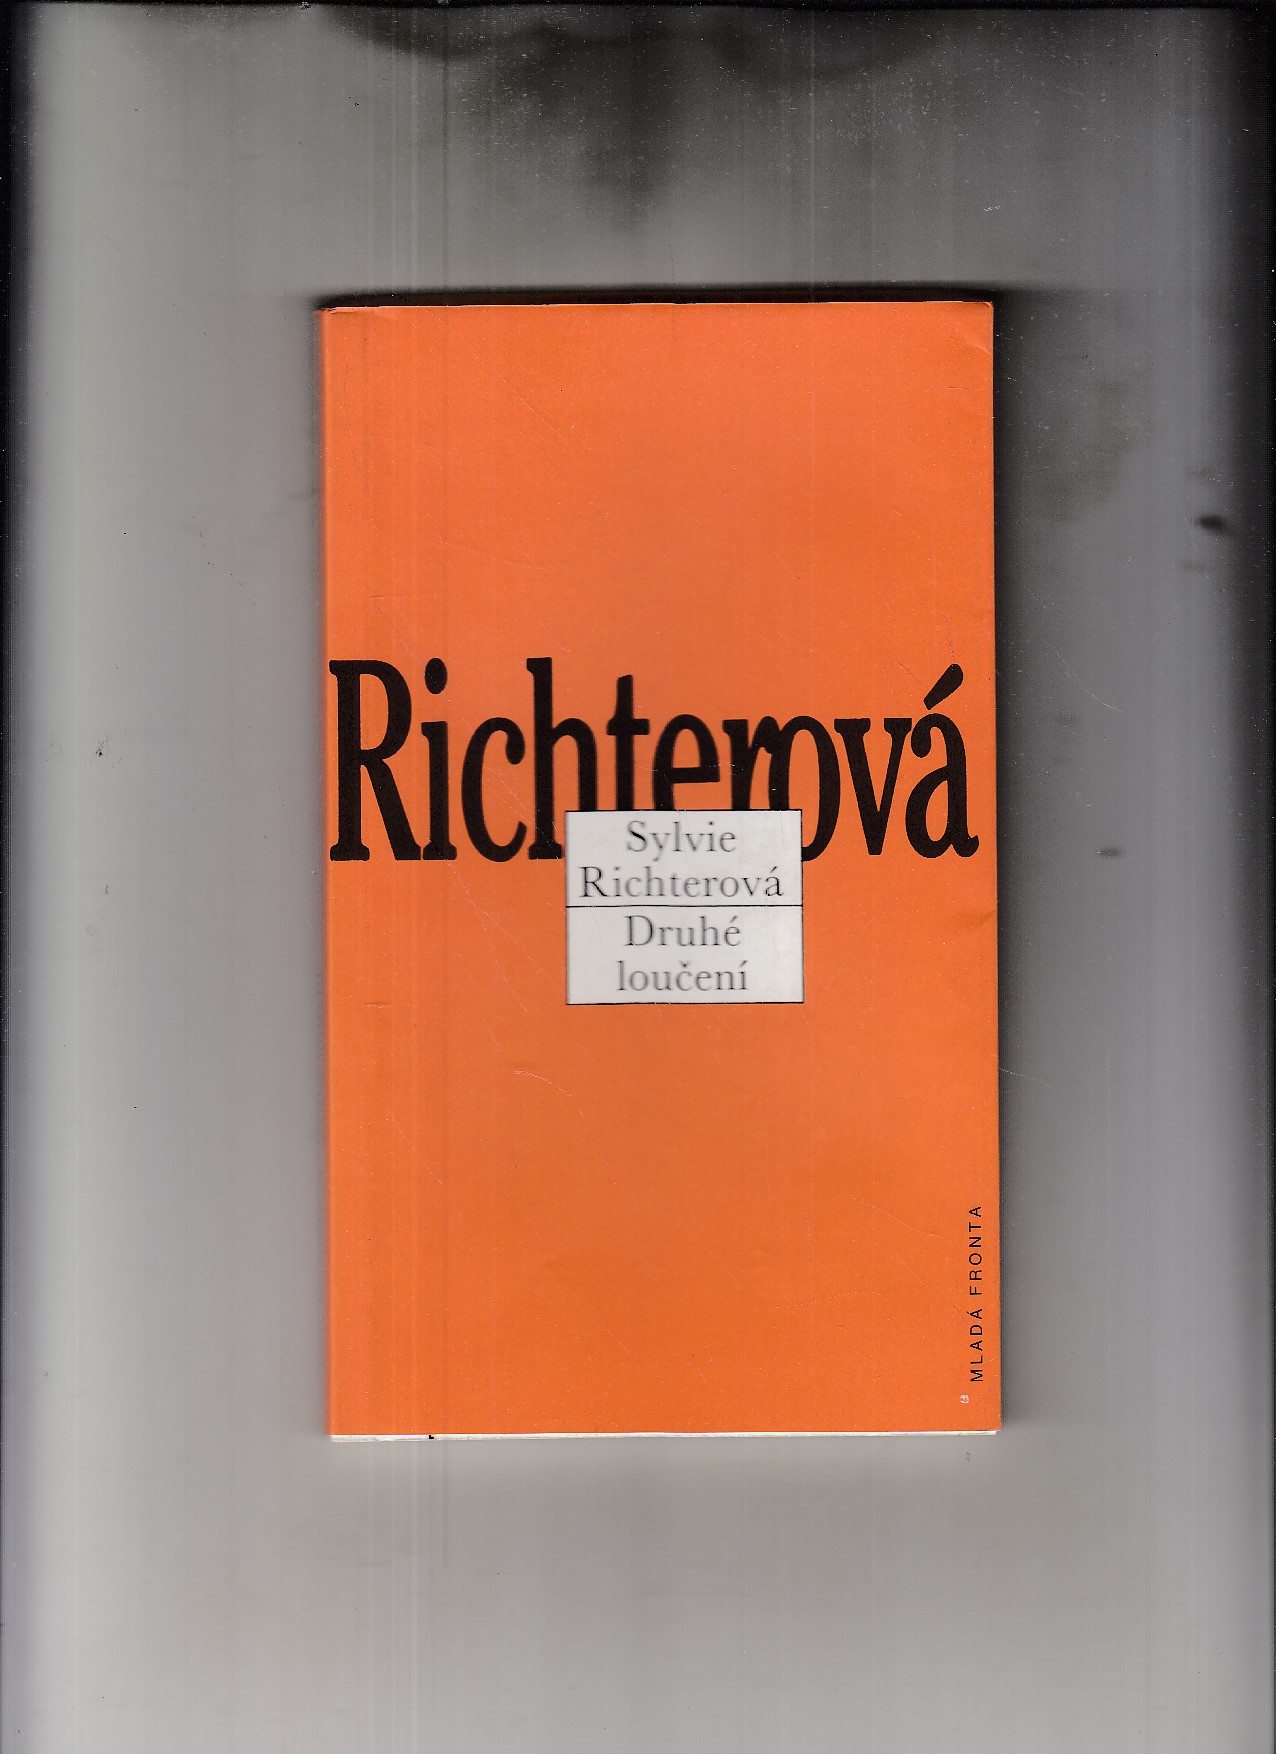 Richterová
Sylvie
Richterová
Druhé
loučení
MLADÁ FRONTA